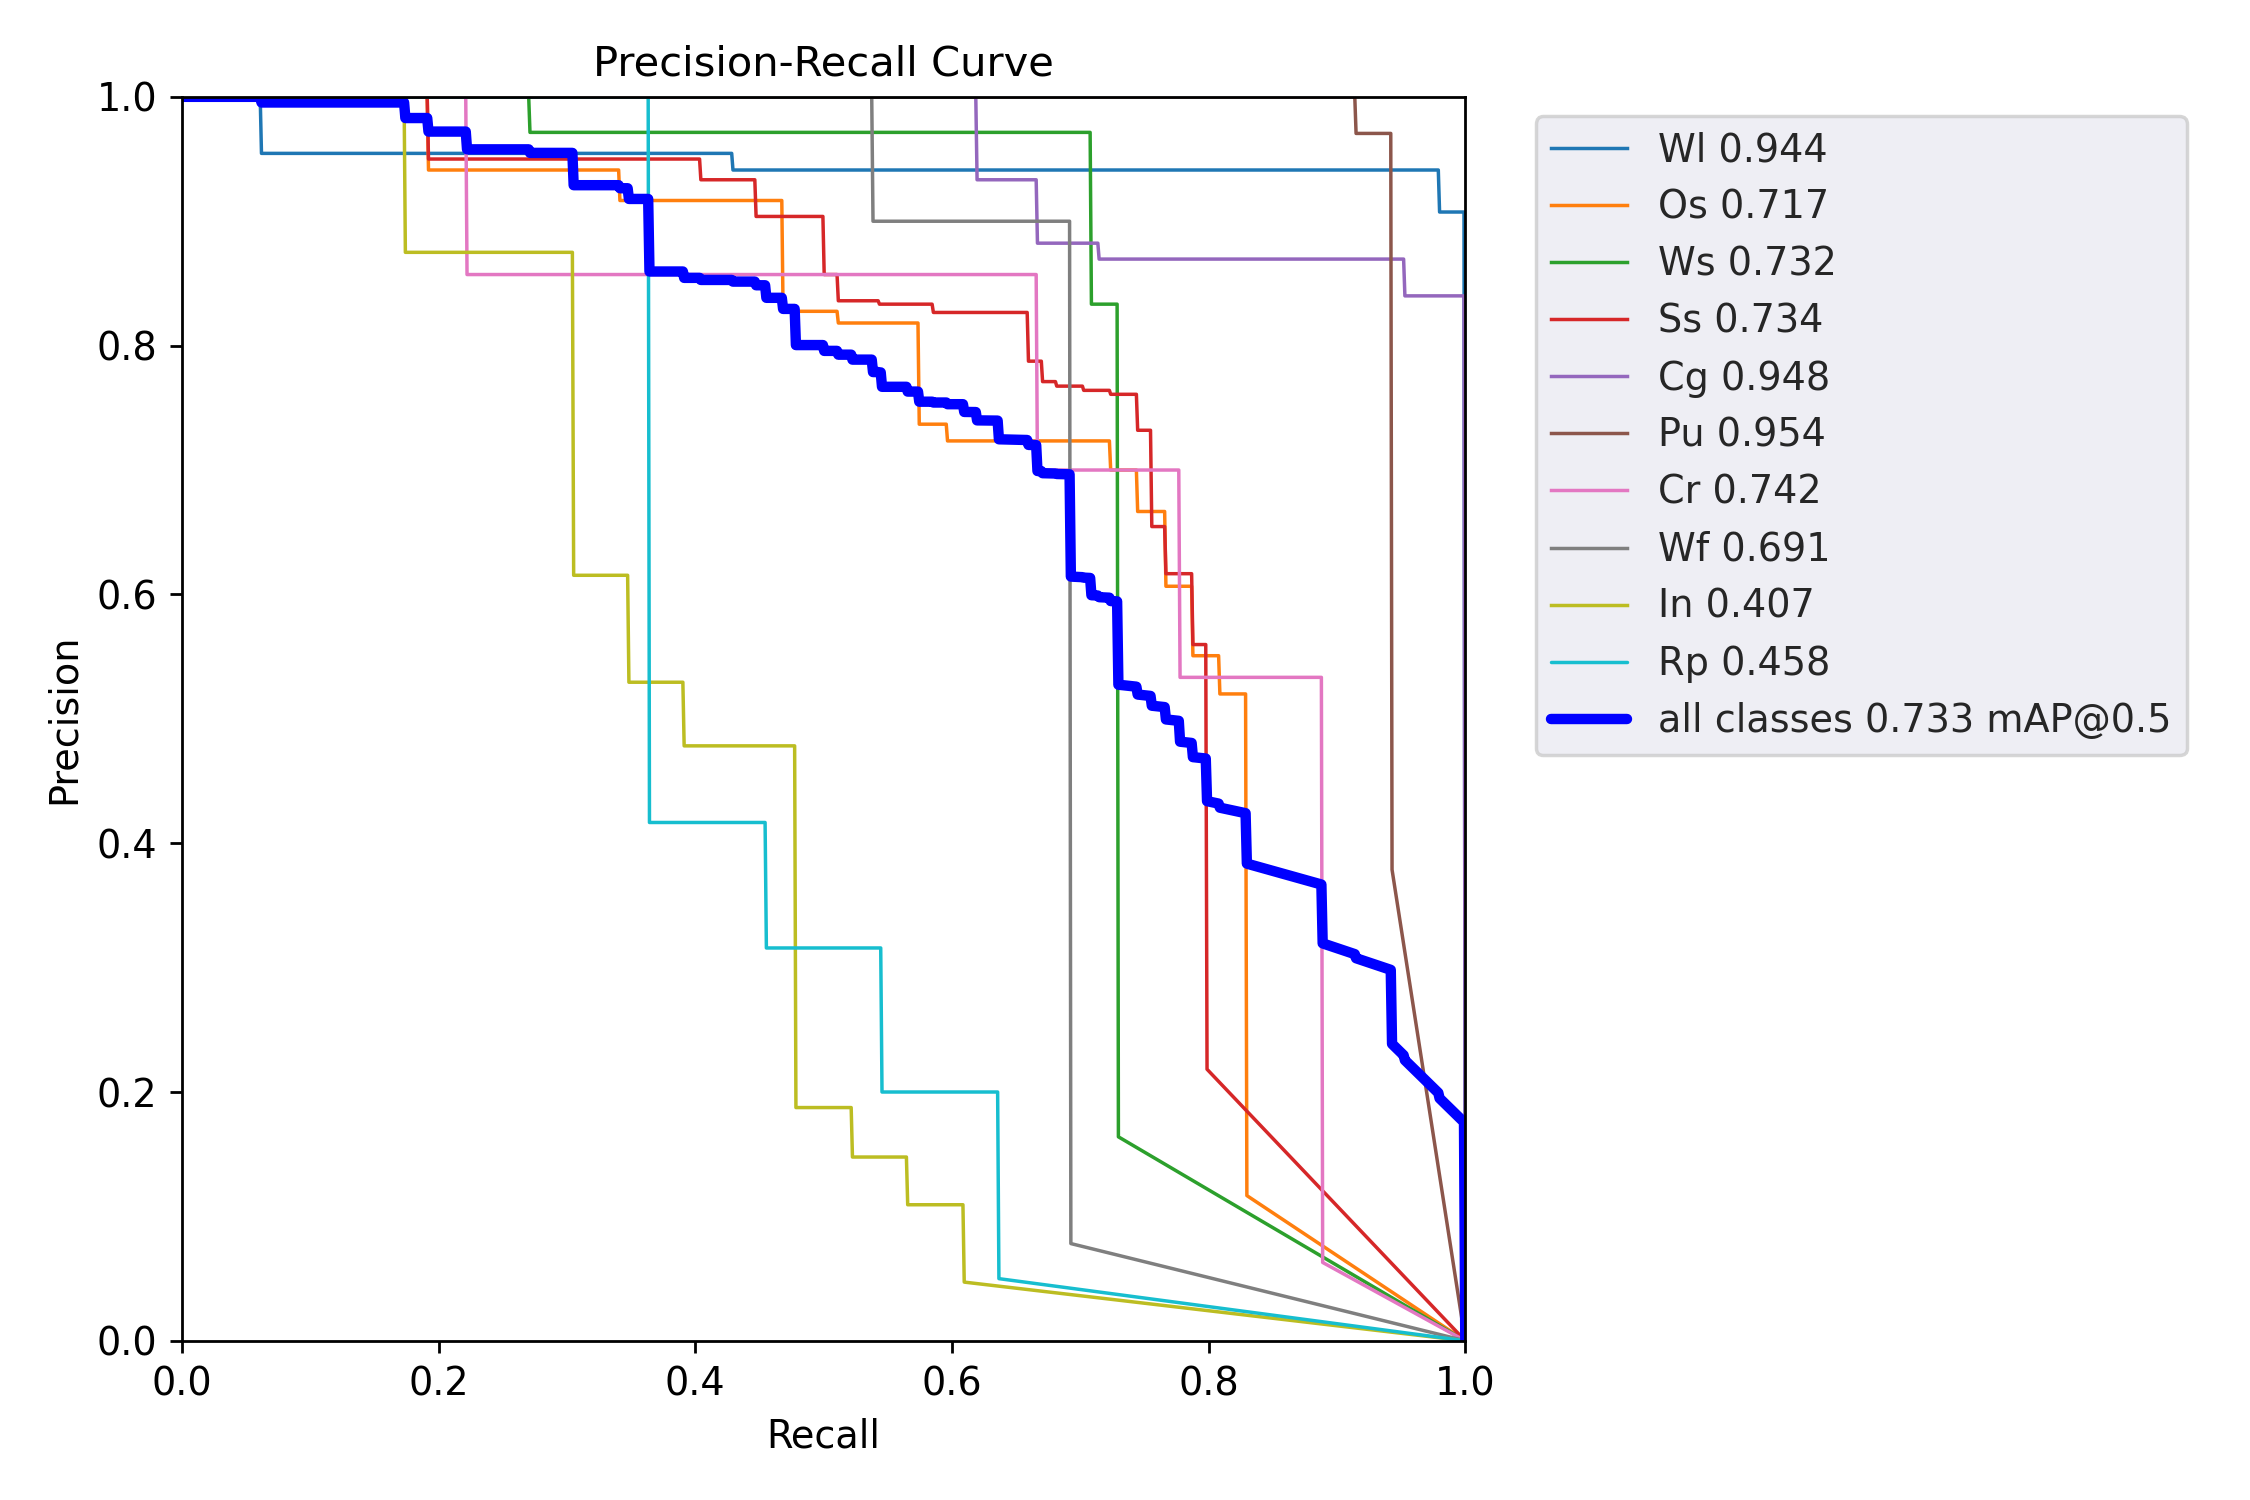 Precision-Recall Curve
1.0
0.8
0.6
0.4
0.2
0.0
Precision
0.0 0.2 0.4 0.6 0.8 1.0
Recall
Wl 0.944
Os 0.717
Ws 0.732
Ss 0.734
Cg 0.948
Pu 0.954
Cr 0.742
Wf 0.691
In 0.407
Rp 0.458
all classes 0.733 mAP@0.5